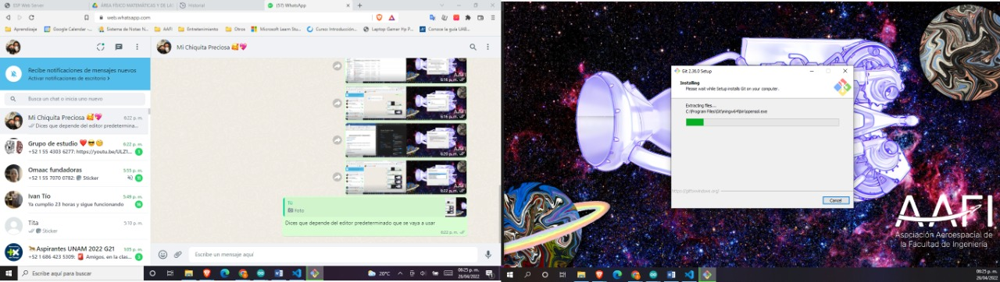 ESP Web Server
ÁREA FÍSICO MATEMÁTICAS Y DE LA
Historial
(57) WhatsApp
web.whatsapp.com
Aprendizaje
Google Calendar -...
Sistema de Notas N...
AAFI
Entretenimiento
Otros
Microsoft Learn Stu...
Curso: Introducción...
Laptop Gamer Hp P...
Conoce la guía UAB...
Mi Chiquita Preciosa 🥰💖
Recibe notificaciones de mensajes nuevos
Activar notificaciones de escritorio >
Busca un chat o inicia uno nuevo
Mi Chiquita Preciosa 🥰💖
6:22 p. m.
Dices que depende del editor predetermina...
Grupo de estudio
6:22 p. m.
+52 1 55 4303 6277: https://youtu.be/ULZ1...
1
Omaac fundadoras
5:55 p. m.
+52 1 55 7070 0782: Sticker
Ivan Tío
5:49 p. m.
Ya cumplio 23 horas y sigue funcionando
Tita
5:10 p. m.
Sticker
Aspirantes UNAM 2022 G21
+52 1 686 423 5309: 🚨 Amigos, en la clas...
6:16 p. m.
6:16 p. m.
6:20 p. m.
6:22 p. m.
Tú
Foto
Dices que depende del editor predeterminado que se vaya a usar
6:22 p. m.
Escribe un mensaje aquí
Escribe aquí para buscar
20°C
06:25 p. m.
26/04/2022
Git 2.36.0 Setup
Installing
Please wait while Setup installs Git on your computer.
Extracting files...
C:\Program Files\Git\mingw64\bin\openssl.exe
https://gitforwindows.org/
Cancel
AAFI
Asociación Aeroespacial de
la Facultad de Ingeniería
06:25 p. m.
26/04/2022